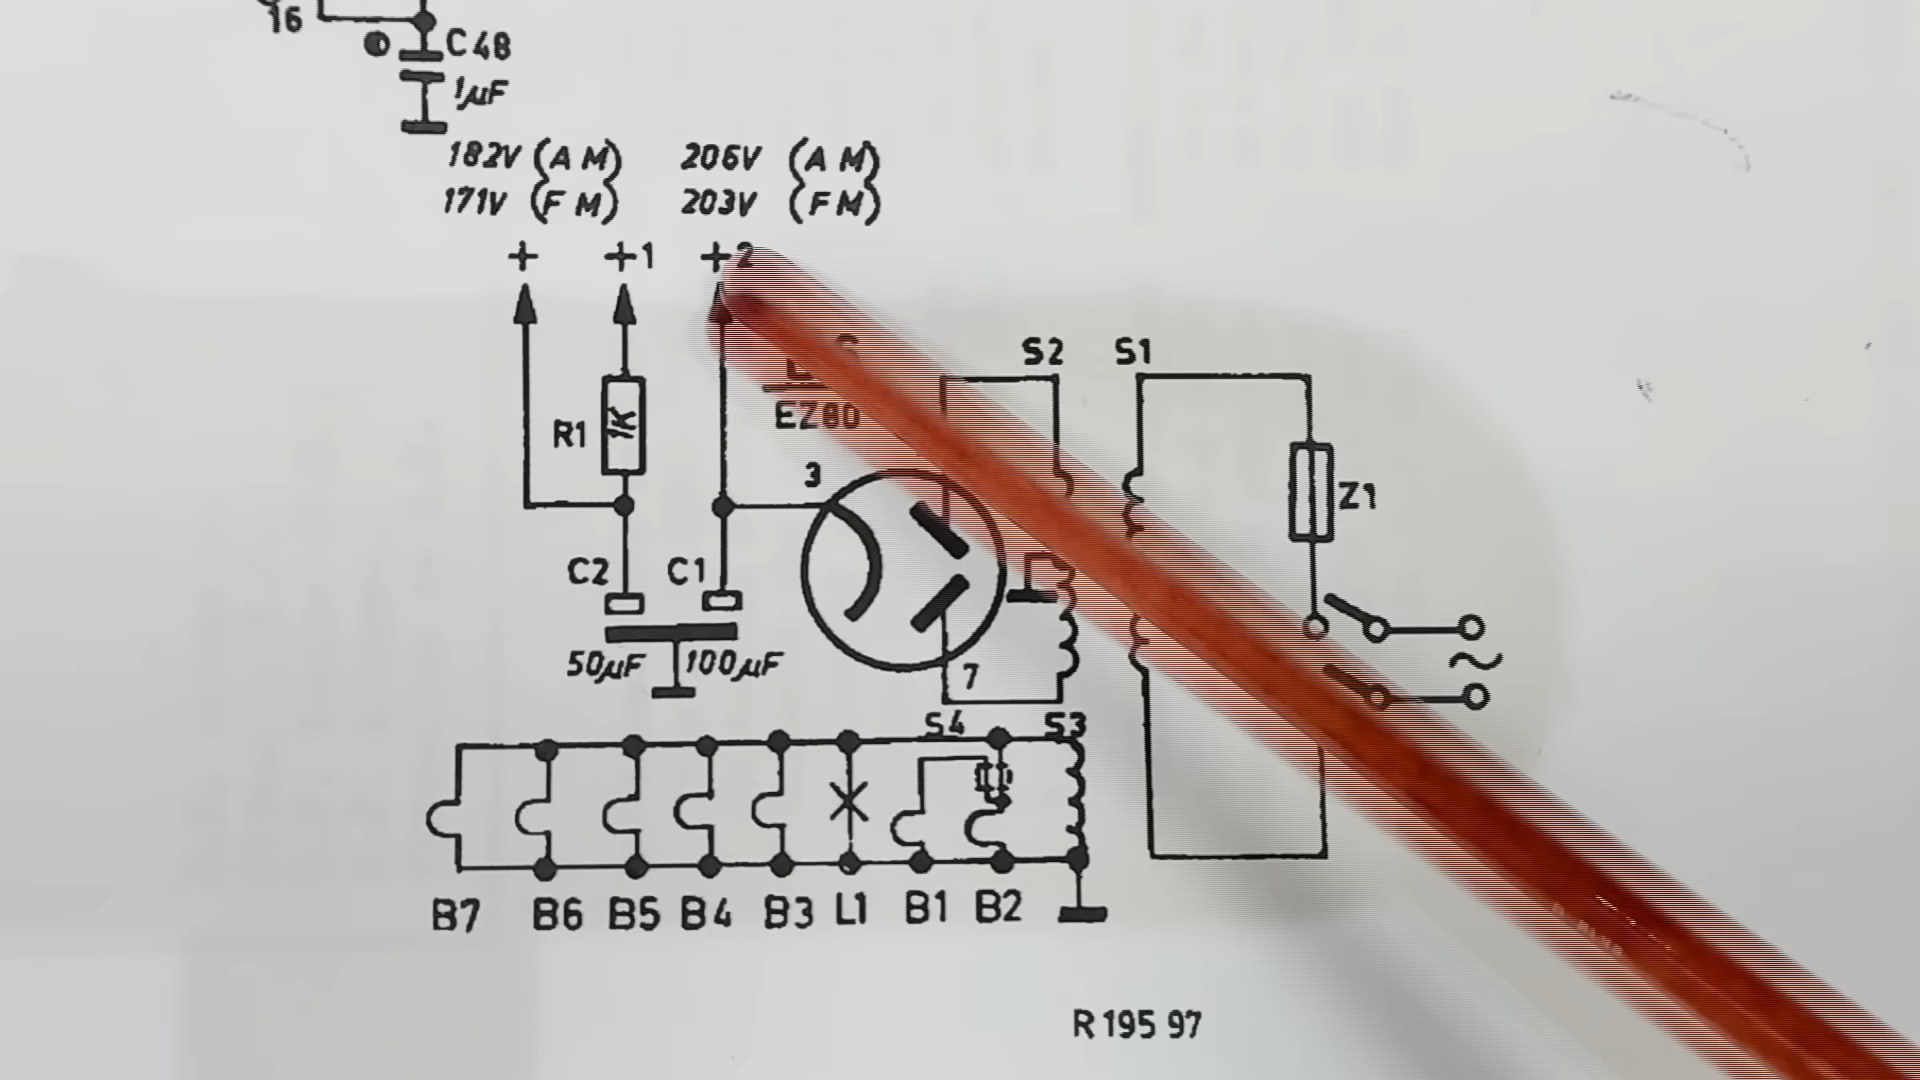 16
C48
1µF
182V (AM) 206V (AM)
171V (FM) 203V (FM)
+ +1 +2
S2 S1
EZ80
R1 1K
3
Z1
C2 C1
50µF 100µF
7
S4 S3
B7 B6 B5 B4 B3 L1 B1 B2
R 195 97